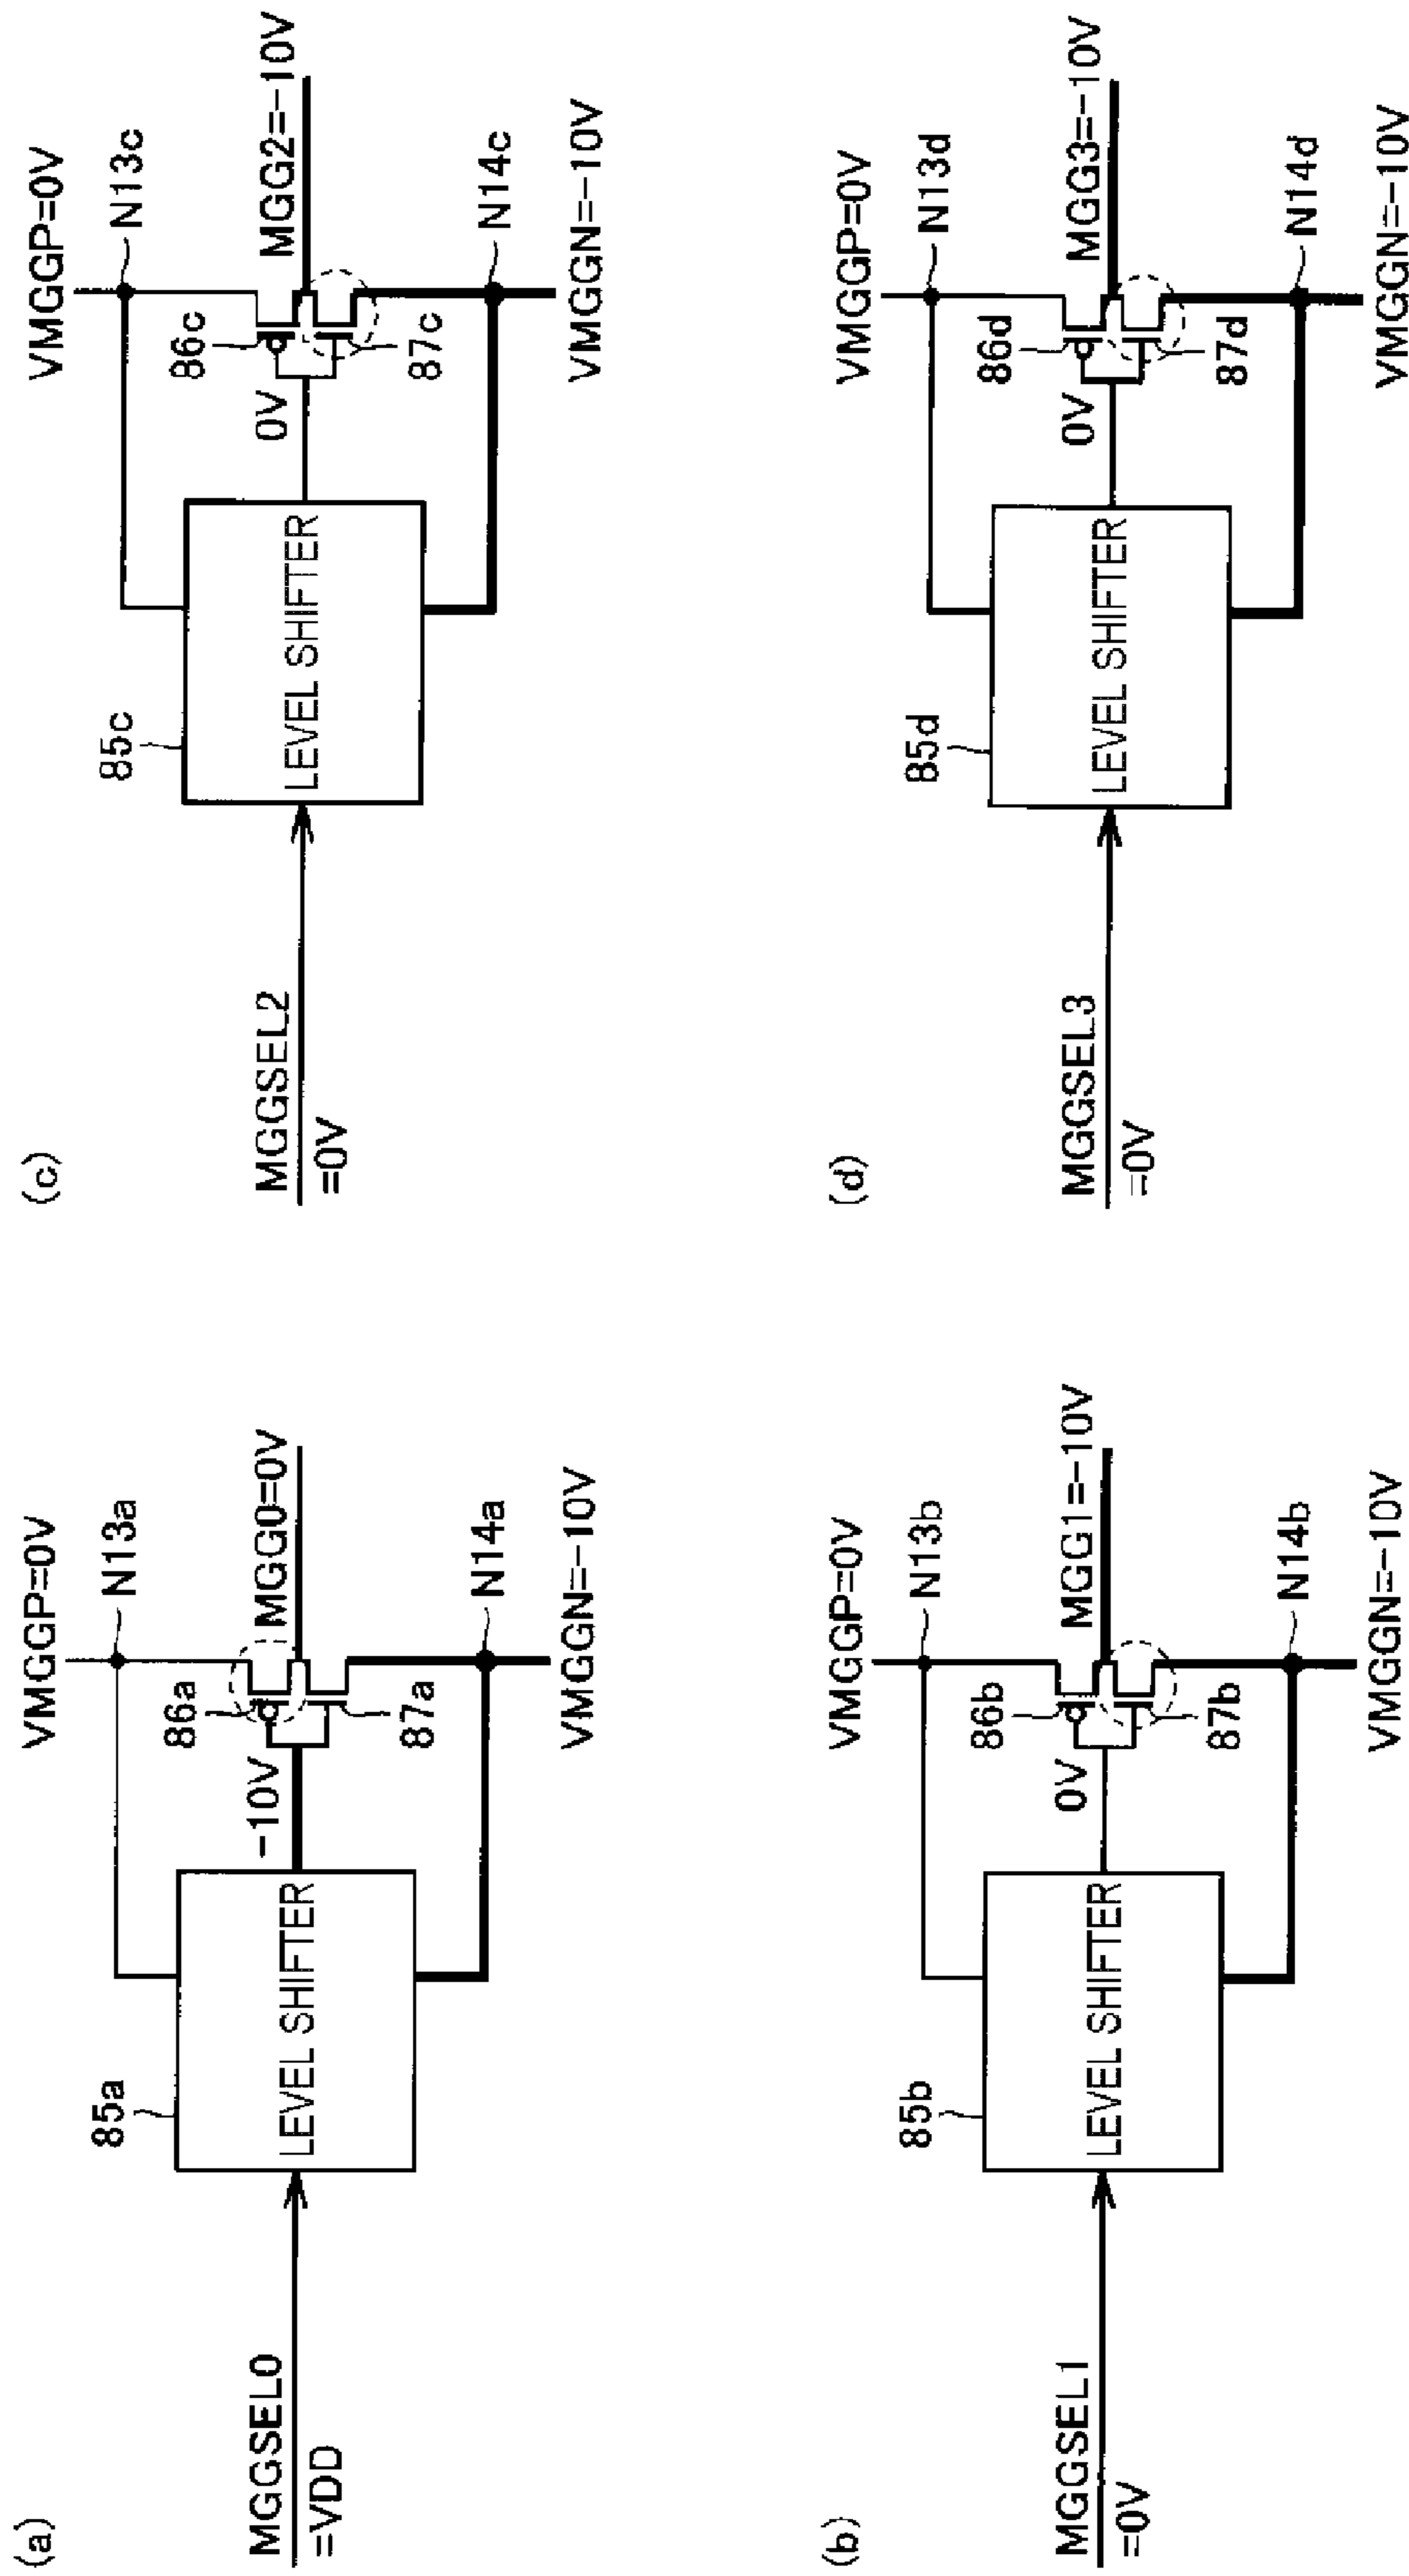 (a)
VMGGP=0V
N13a
85a
86a
MGGSEL0
=VDD
LEVEL SHIFTER
-10V
MGG0=0V
87a
N14a
VMGGN=-10V
(b)
VMGGP=0V
N13b
85b
86b
MGGSEL1
=0V
LEVEL SHIFTER
0V
MGG1=-10V
87b
N14b
VMGGN=-10V
(c)
VMGGP=0V
N13c
85c
86c
MGGSEL2
=0V
LEVEL SHIFTER
0V
MGG2=-10V
87c
N14c
VMGGN=-10V
(d)
VMGGP=0V
N13d
85d
86d
MGGSEL3
=0V
LEVEL SHIFTER
0V
MGG3=-10V
87d
N14d
VMGGN=-10V